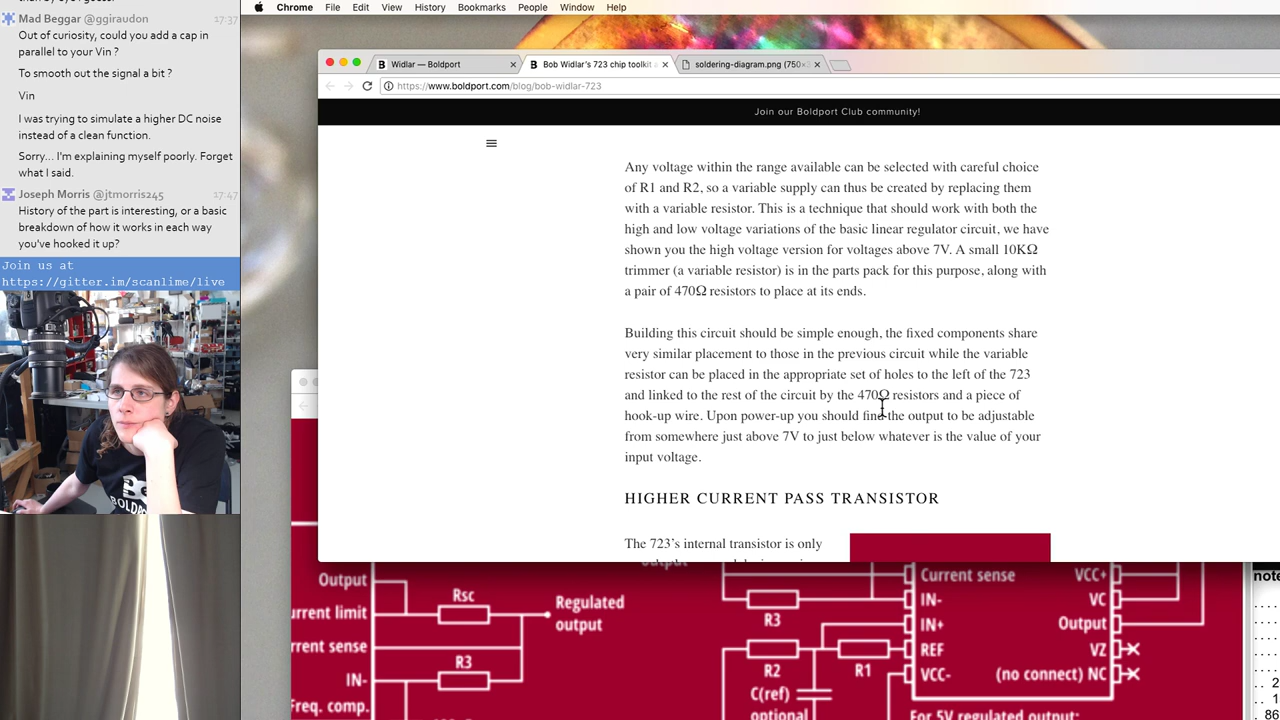 Mad Beggar @ggiraudon 17:37
Out of curiosity, could you add a cap in
parallel to your Vin ?
To smooth out the signal a bit ?
Vin
I was trying to simulate a higher DC noise
instead of a clean function.
Sorry... I'm explaining myself poorly. Forget
what I said.
Joseph Morris @jtmorris245 17:47
History of the part is interesting, or a basic
breakdown of how it works in each way
you've hooked it up?
Join us at
https://gitter.im/scanlime/live
Chrome File Edit View History Bookmarks People Window Help
Widlar — Boldport
Bob Widlar's 723 chip toolkit
soldering-diagram.png (750×
https://www.boldport.com/blog/bob-widlar-723
Join our Boldport Club community!
Any voltage within the range available can be selected with careful choice
of R1 and R2, so a variable supply can thus be created by replacing them
with a variable resistor. This is a technique that should work with both the
high and low voltage variations of the basic linear regulator circuit, we have
shown you the high voltage version for voltages above 7V. A small 10KΩ
trimmer (a variable resistor) is in the parts pack for this purpose, along with
a pair of 470Ω resistors to place at its ends.
Building this circuit should be simple enough, the fixed components share
very similar placement to those in the previous circuit while the variable
resistor can be placed in the appropriate set of holes to the left of the 723
and linked to the rest of the circuit by the 470Ω resistors and a piece of
hook-up wire. Upon power-up you should find the output to be adjustable
from somewhere just above 7V to just below whatever is the value of your
input voltage.
HIGHER CURRENT PASS TRANSISTOR
The 723's internal transistor is only
Output
urrent limit
urrent sense
IN-
Freq. comp.
Rsc
R3
Regulated
output
R3
R2
R1
C(ref)
optional
Current sense
IN-
IN+
REF
VCC-
VCC+
VC
Output
VZ
(no connect) NC
For 5V regulated output:
note
2
1
86